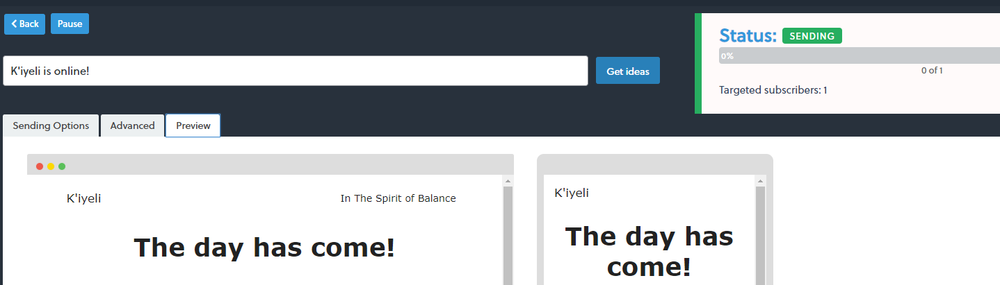 Back
Pause
Status: SENDING
0%
0 of 1
Targeted subscribers: 1
K'iyeli is online!
Get ideas
Sending Options
Advanced
Preview
K'iyeli
In The Spirit of Balance
The day has come!
K'iyeli
The day has
come!